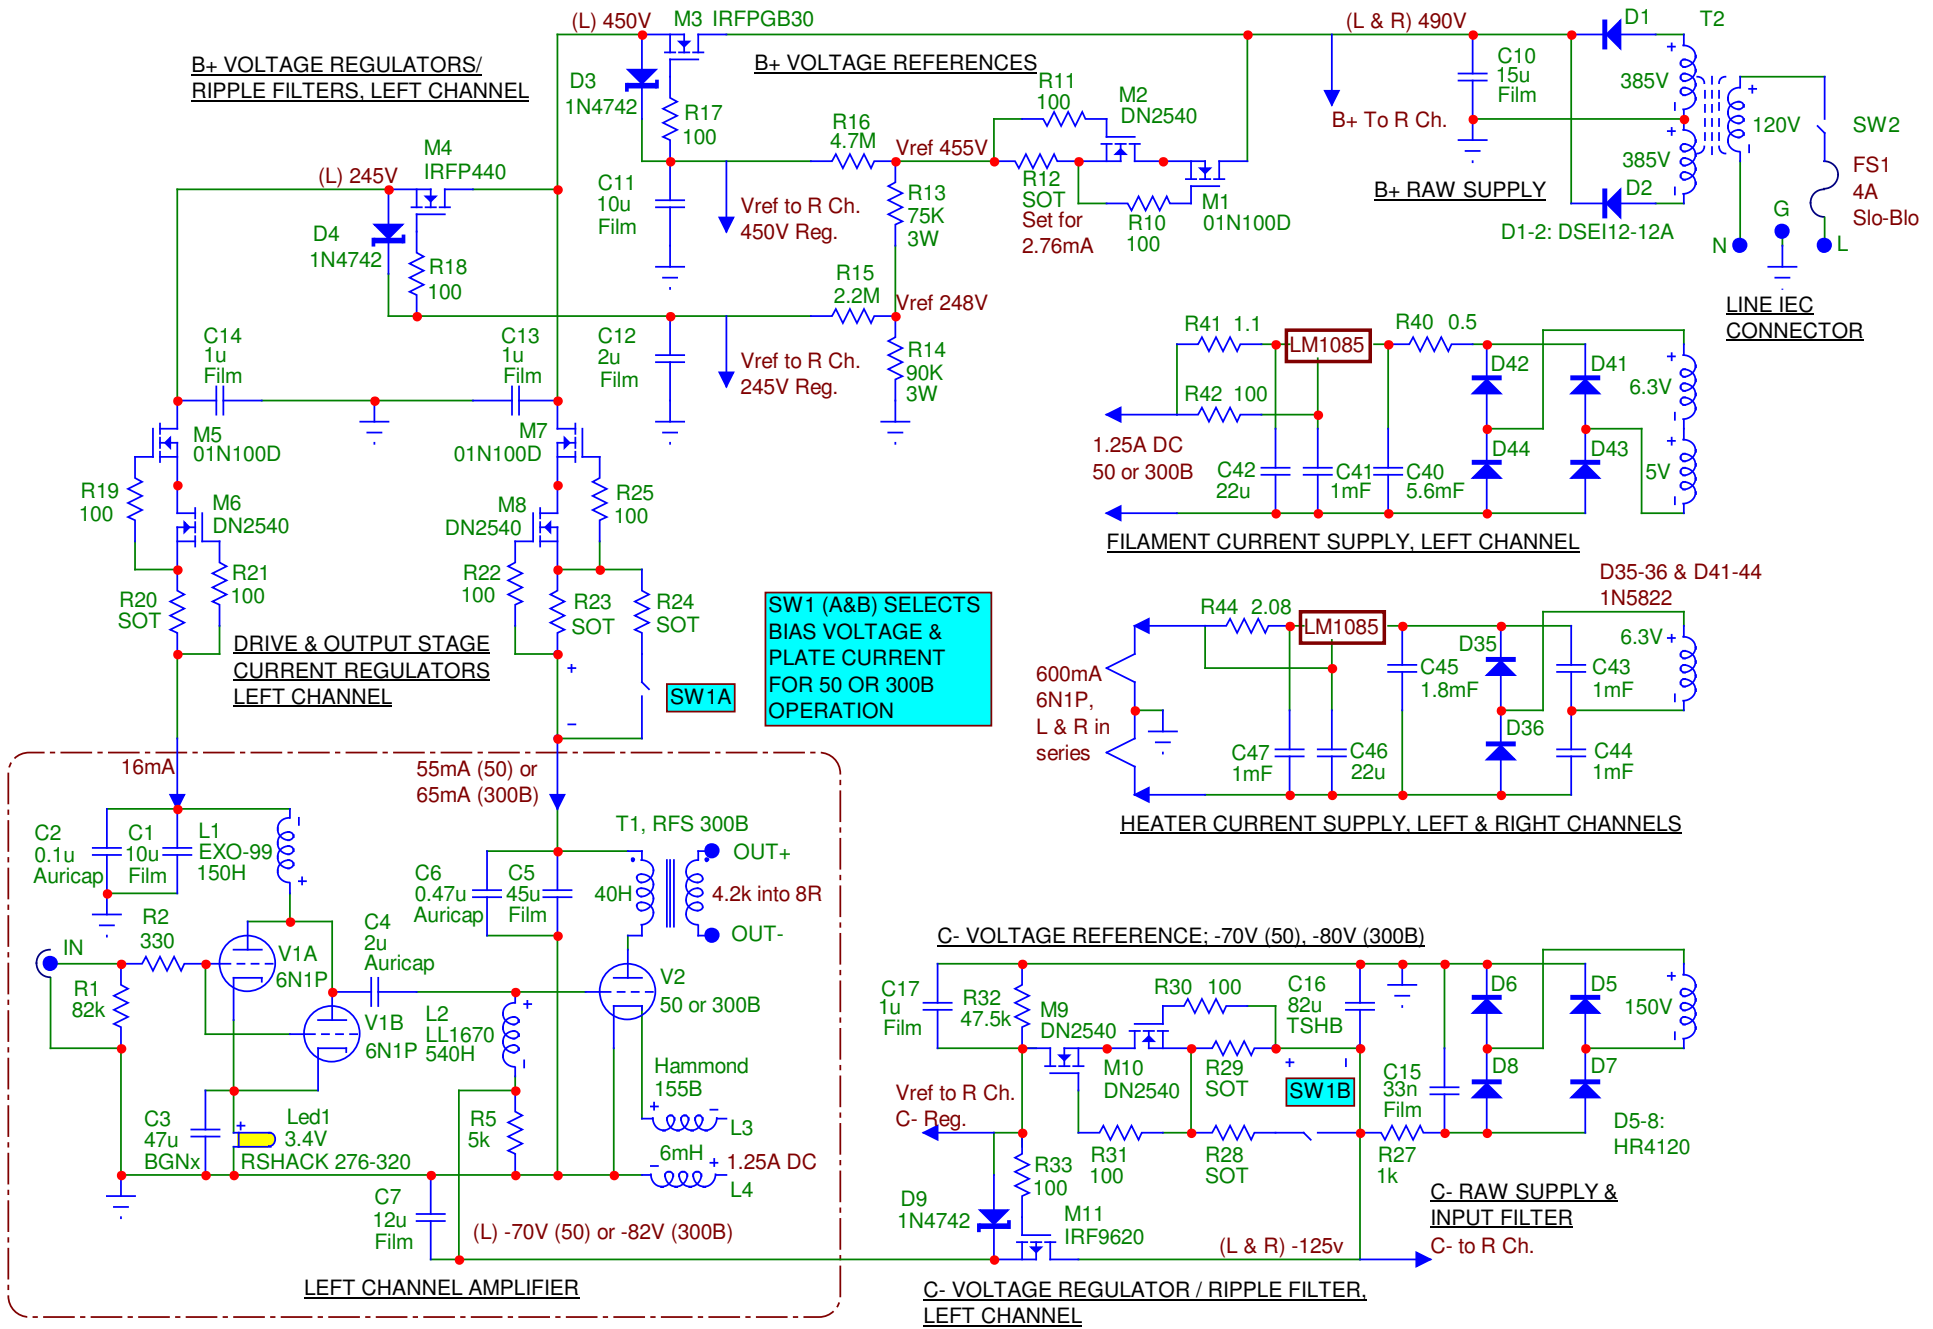 B+ VOLTAGE REGULATORS/
RIPPLE FILTERS, LEFT CHANNEL
(L) 450V
M3 IRFPGB30
B+ VOLTAGE REFERENCES
D3
1N4742
R17
100
M4
IRFP440
(L) 245V
D4
1N4742
R18
100
C11
10u
Film
Vref to R Ch.
450V Reg.
R16
4.7M
Vref 455V
R13
75K
3W
R11
100
M2
DN2540
R12
SOT
Set for
2.76mA
R10
100
M1
01N100D
(L & R) 490V
B+ To R Ch.
C10
15u
Film
B+ RAW SUPPLY
D1
T2
+
385V
-
+
385V
-
D2
D1-2: DSEI12-12A
+
120V
-
SW2
FS1
4A
Slo-Blo
N
G
L
LINE IEC
CONNECTOR
C14
1u
Film
C13
1u
Film
C12
2u
Film
Vref to R Ch.
245V Reg.
R15
2.2M
Vref 248V
R14
90K
3W
R41 1.1
LM1085
R40 0.5
R42 100
1.25A DC
50 or 300B
C42
22u
C41
1mF
C40
5.6mF
D42
D41
D44
D43
+
6.3V
-
+
5V
-
FILAMENT CURRENT SUPPLY, LEFT CHANNEL
M5
01N100D
R19
100
M6
DN2540
R20
SOT
R21
100
M7
01N100D
R25
100
M8
DN2540
R22
100
R23
SOT
R24
SOT
+
-
SW1A
DRIVE & OUTPUT STAGE
CURRENT REGULATORS
LEFT CHANNEL
SW1 (A&B) SELECTS
BIAS VOLTAGE &
PLATE CURRENT
FOR 50 OR 300B
OPERATION
D35-36 & D41-44
1N5822
R44 2.08
LM1085
600mA
6N1P,
L & R in
series
C47
1mF
C46
22u
C45
1.8mF
D35
D36
C43
1mF
C44
1mF
6.3V +
-
HEATER CURRENT SUPPLY, LEFT & RIGHT CHANNELS
16mA
55mA (50) or
65mA (300B)
C2
0.1u
Auricap
C1
10u
Film
L1
EXO-99
150H
-
+
T1, RFS 300B
OUT+
C6
0.47u
Auricap
C5
45u
Film
40H
4.2k into 8R
OUT-
IN
R2
330
R1
82k
V1A
6N1P
V1B
6N1P
C4
2u
Auricap
L2
LL1670
540H
+
-
V2
50 or 300B
Hammond
155B
+ -
L3
6mH
- +
1.25A DC
L4
C3
47u
BGNx
Led1
3.4V
+
RSHACK 276-320
R5
5k
C7
12u
Film
(L) -70V (50) or -82V (300B)
LEFT CHANNEL AMPLIFIER
C- VOLTAGE REFERENCE; -70V (50), -80V (300B)
C17
1u
Film
R32
47.5k
M9
DN2540
R30 100
C16
82u
TSHB
M10
DN2540
R29
SOT
+ -
SW1B
C15
33n
Film
D6
D5
D8
D7
+
150V
-
D5-8:
HR4120
Vref to R Ch.
C- Reg.
R31
100
R28
SOT
R27
1k
R33
100
D9
1N4742
M11
IRF9620
(L & R) -125v
C- RAW SUPPLY &
INPUT FILTER
C- to R Ch.
C- VOLTAGE REGULATOR / RIPPLE FILTER,
LEFT CHANNEL